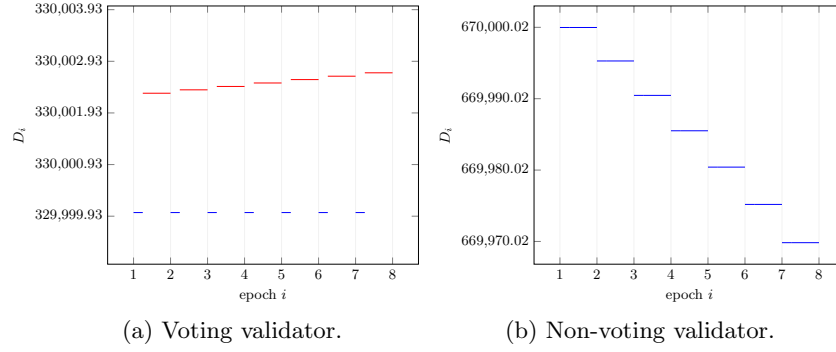 330,003.93
330,002.93
330,001.93
330,000.93
329,999.93
D_i
1 2 3 4 5 6 7 8
epoch i
(a) Voting validator.
670,000.02
669,990.02
669,980.02
669,970.02
D_i
1 2 3 4 5 6 7 8
epoch i
(b) Non-voting validator.